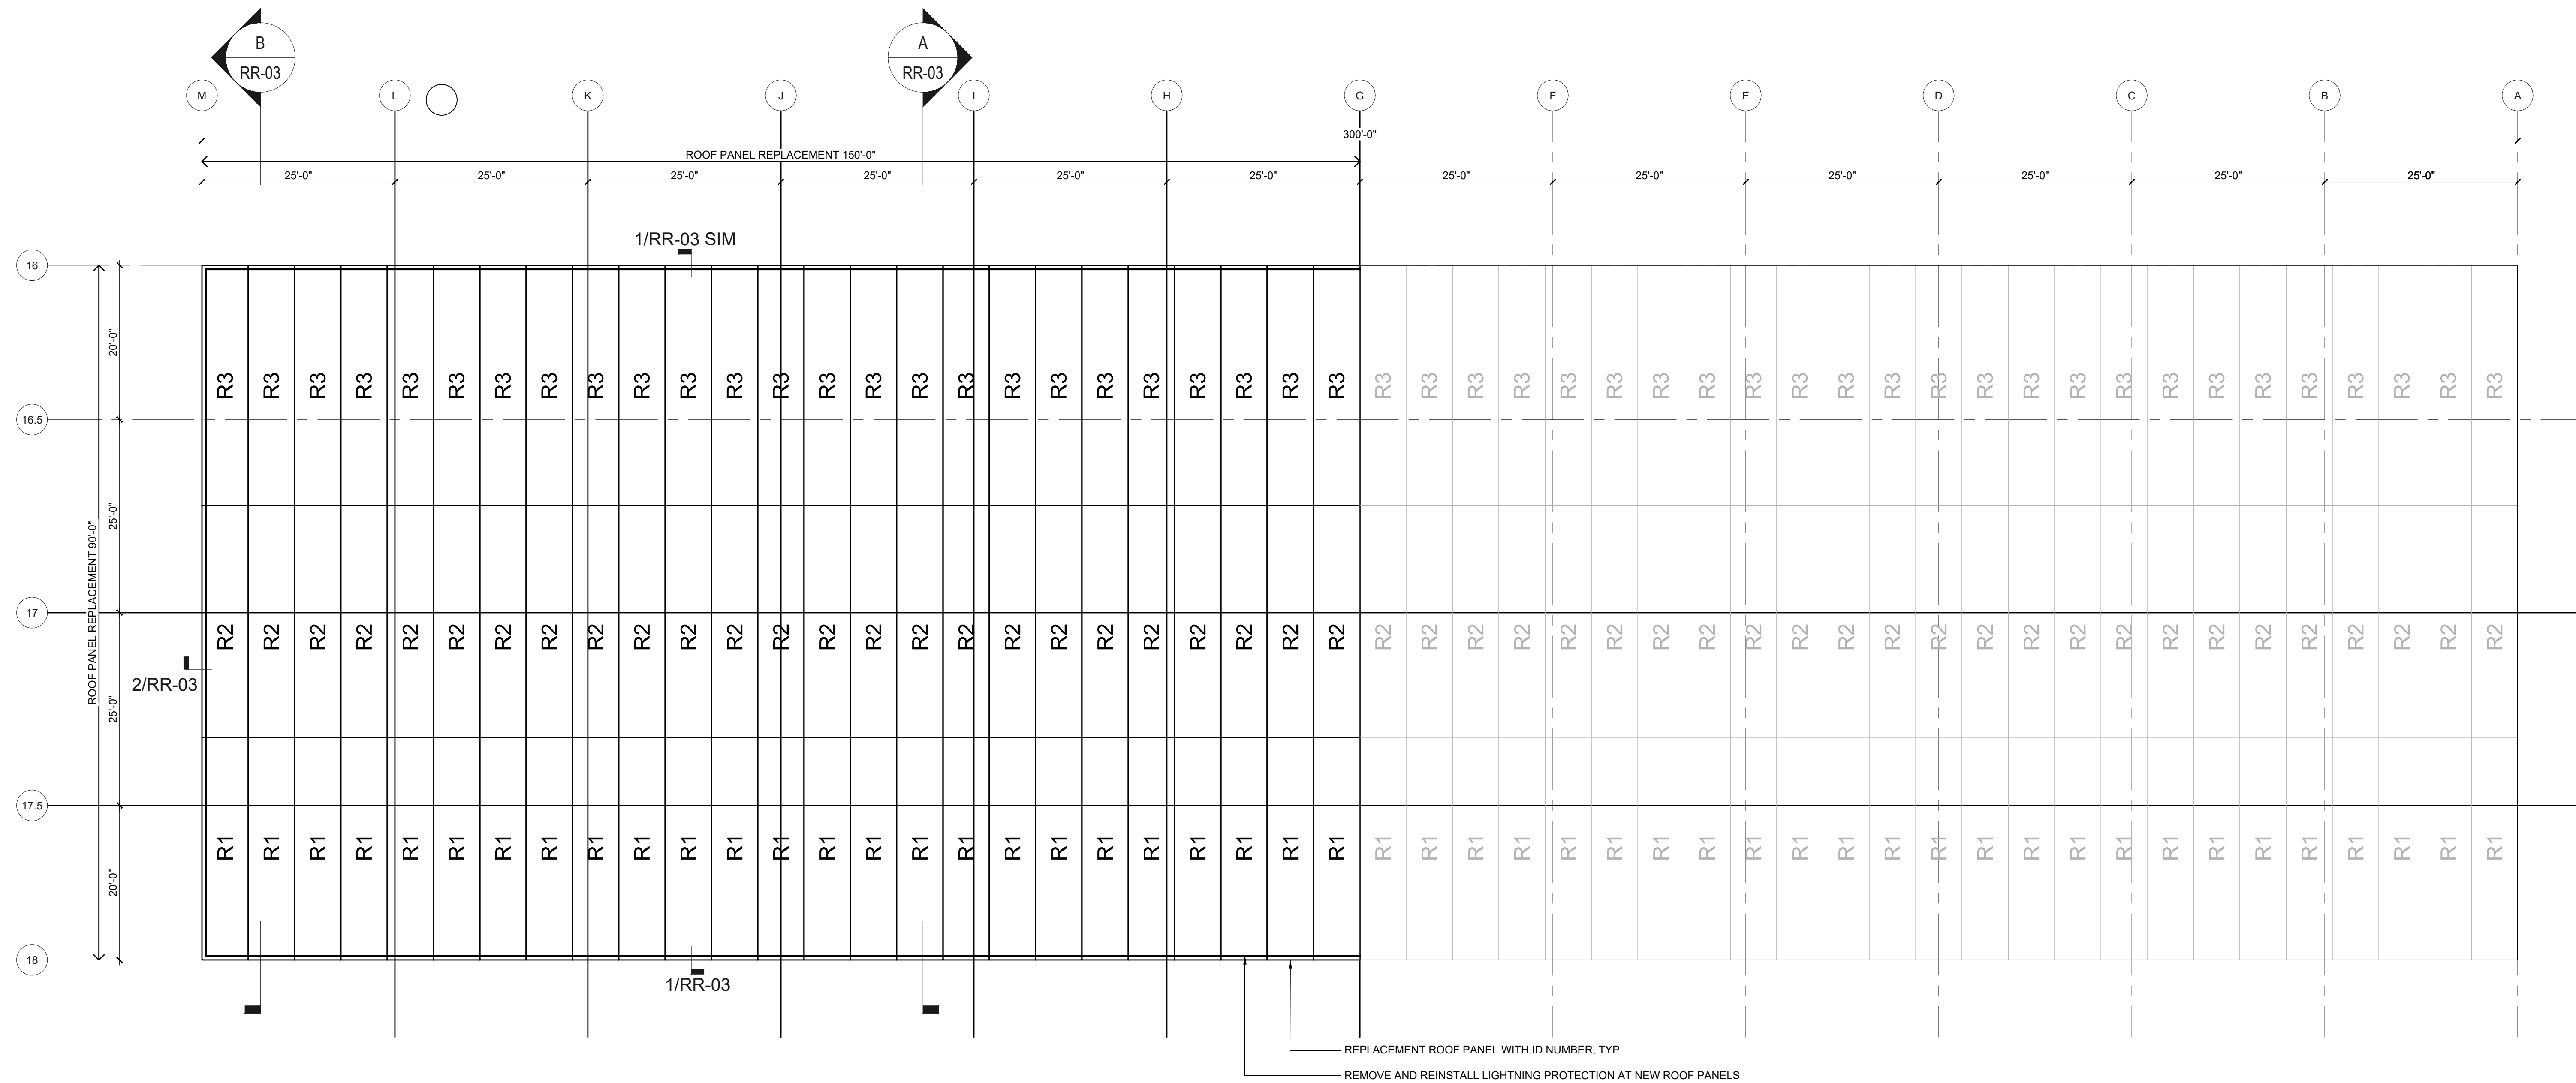 B
RR-03
A
RR-03
M L K J I H G F E D C B A
300'-0"
ROOF PANEL REPLACEMENT 150'-0"
25'-0" 25'-0" 25'-0" 25'-0" 25'-0" 25'-0" 25'-0" 25'-0" 25'-0" 25'-0" 25'-0" 25'-0"
1/RR-03 SIM
16
20'-0"
R3 R3 R3 R3 R3 R3 R3 R3 R3 R3 R3 R3 R3 R3 R3 R3 R3 R3 R3 R3 R3 R3 R3 R3 R3 R3 R3 R3 R3 R3 R3 R3 R3 R3 R3 R3 R3 R3 R3 R3 R3 R3 R3 R3 R3 R3 R3 R3 R3 R3
16.5
25'-0"
ROOF PANEL REPLACEMENT 90'-0"
17
R2 R2 R2 R2 R2 R2 R2 R2 R2 R2 R2 R2 R2 R2 R2 R2 R2 R2 R2 R2 R2 R2 R2 R2 R2 R2 R2 R2 R2 R2 R2 R2 R2 R2 R2 R2 R2 R2 R2 R2 R2 R2 R2 R2 R2 R2 R2 R2 R2 R2
2/RR-03
25'-0"
17.5
R1 R1 R1 R1 R1 R1 R1 R1 R1 R1 R1 R1 R1 R1 R1 R1 R1 R1 R1 R1 R1 R1 R1 R1 R1 R1 R1 R1 R1 R1 R1 R1 R1 R1 R1 R1 R1 R1 R1 R1 R1 R1 R1 R1 R1 R1 R1 R1 R1 R1
20'-0"
18
1/RR-03
REPLACEMENT ROOF PANEL WITH ID NUMBER, TYP
REMOVE AND REINSTALL LIGHTNING PROTECTION AT NEW ROOF PANELS